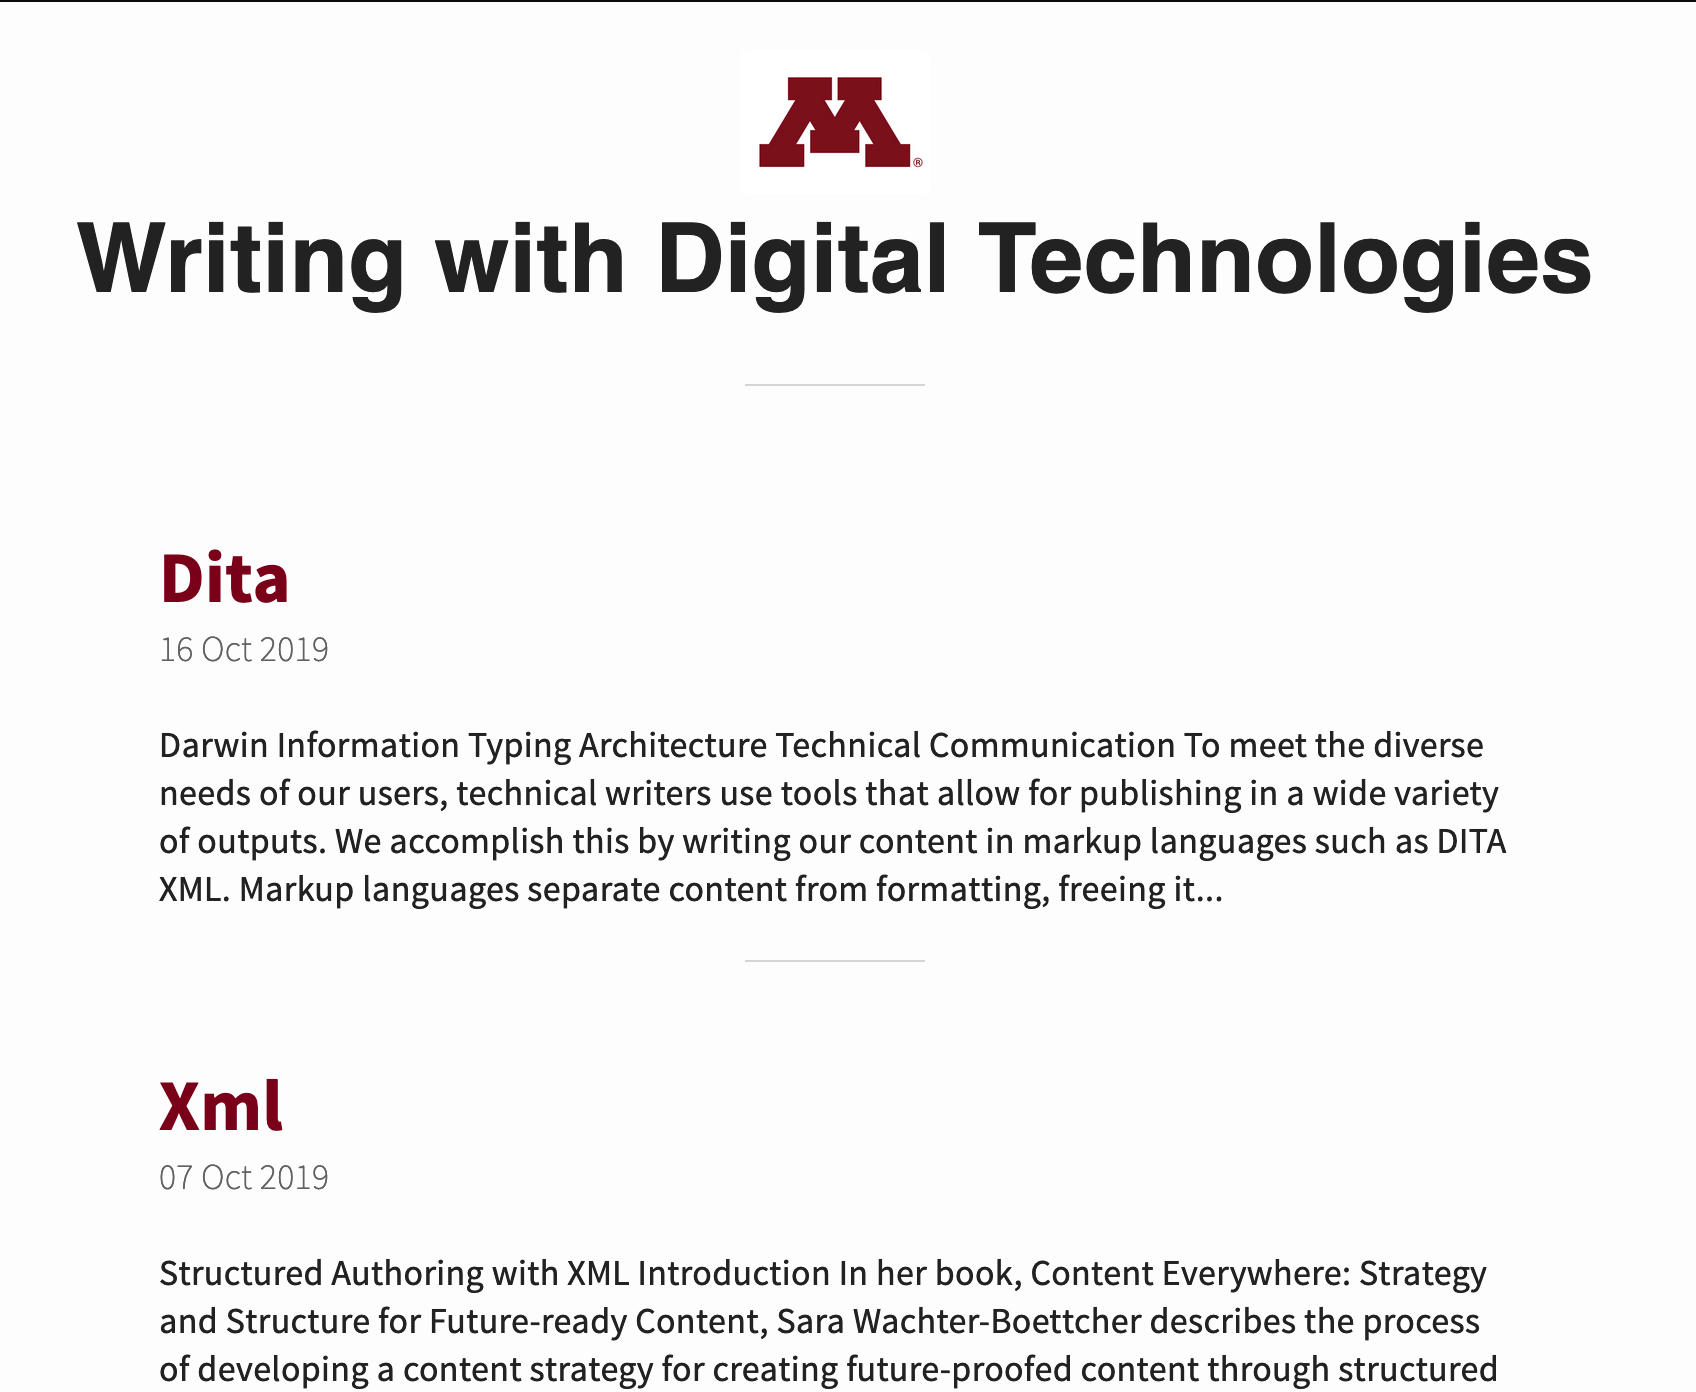 M®
Writing with Digital Technologies
Dita
16 Oct 2019
Darwin Information Typing Architecture Technical Communication To meet the diverse
needs of our users, technical writers use tools that allow for publishing in a wide variety
of outputs. We accomplish this by writing our content in markup languages such as DITA
XML. Markup languages separate content from formatting, freeing it...
Xml
07 Oct 2019
Structured Authoring with XML Introduction In her book, Content Everywhere: Strategy
and Structure for Future-ready Content, Sara Wachter-Boettcher describes the process
of developing a content strategy for creating future-proofed content through structured